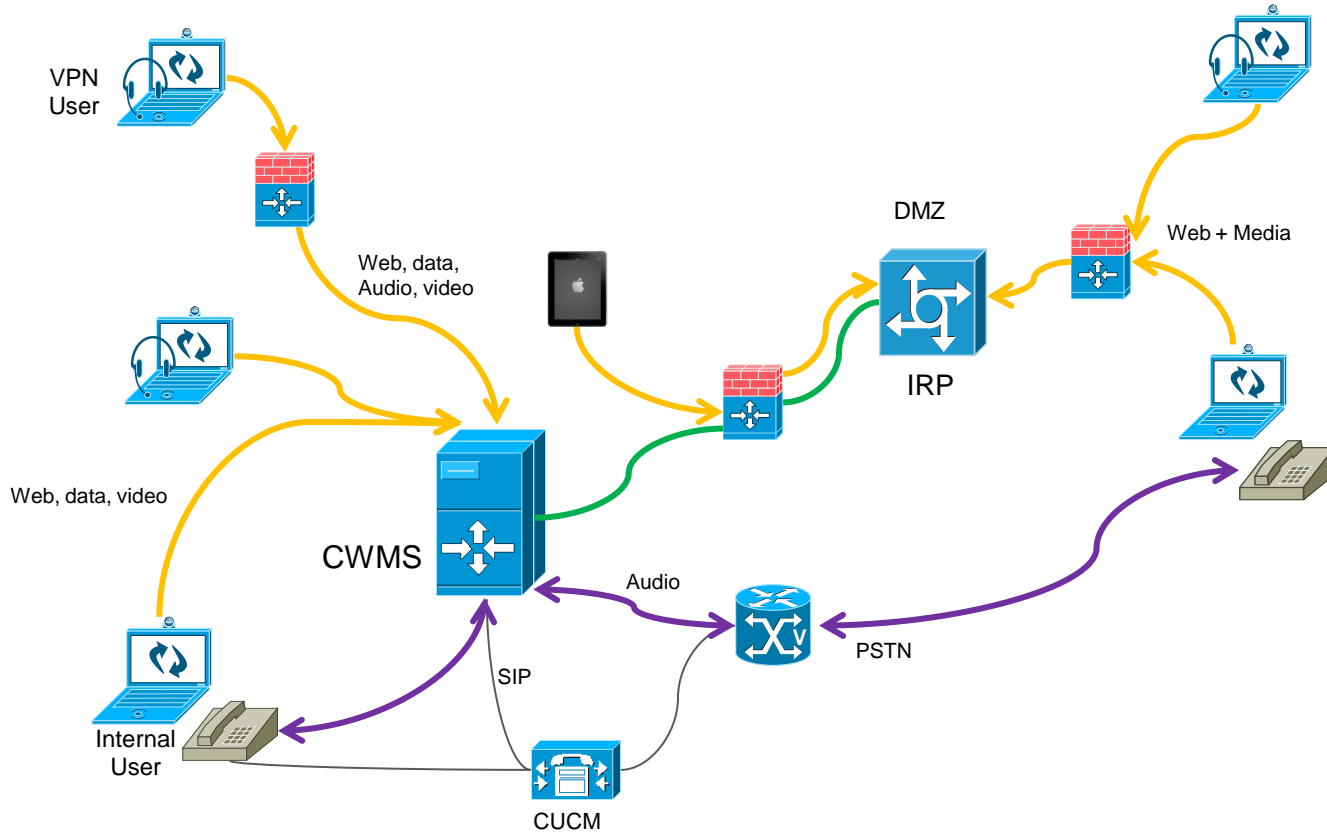 VPN
User
DMZ
Web + Media
Web, data,
Audio, video
IRP
Web, data, video
CWMS
Audio
V
PSTN
SIP
Internal
User
CUCM